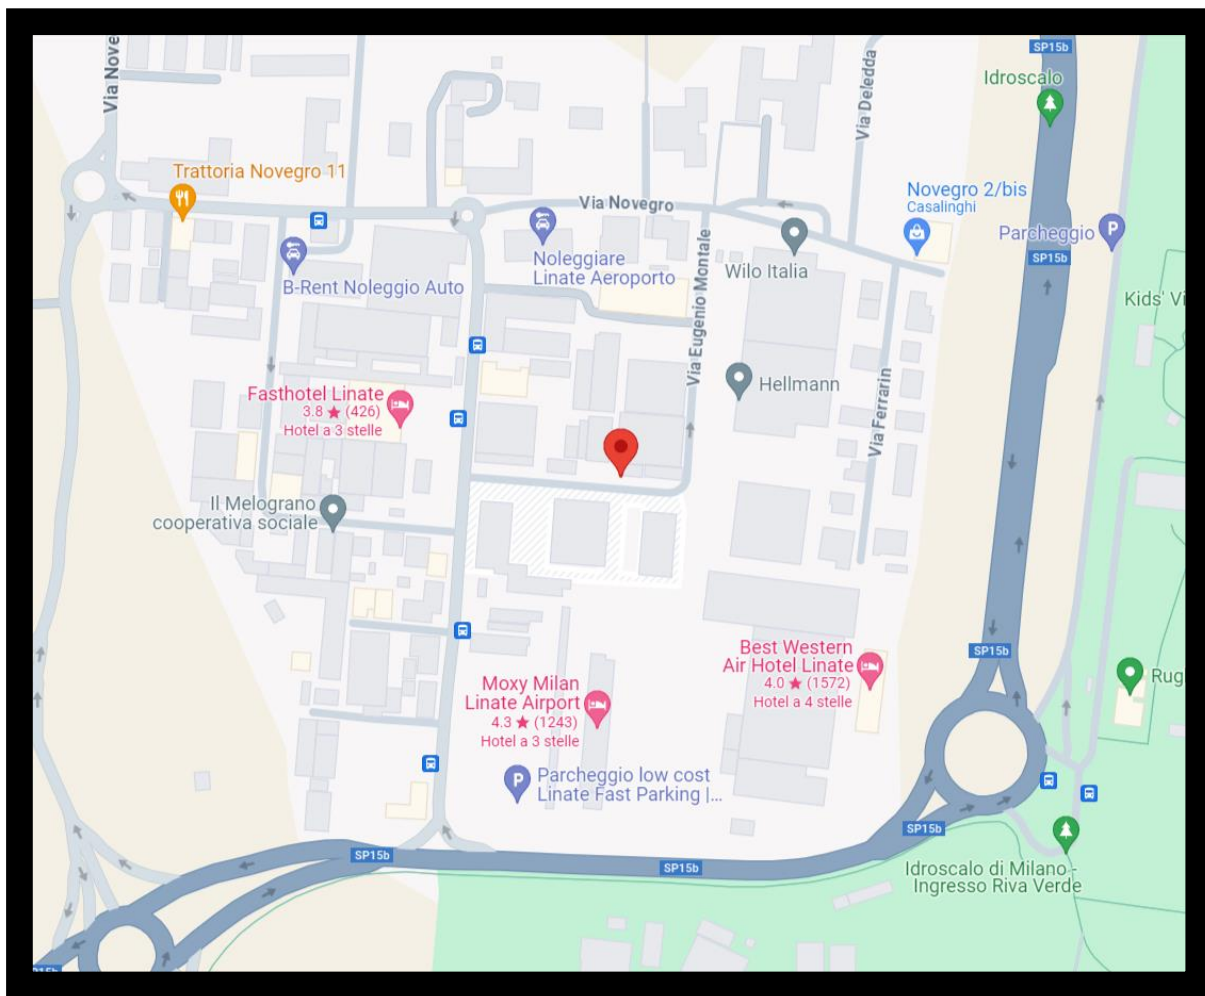 SP15b
Idroscalo
Via Nove
Via Deledda
Trattoria Novegro 11
Novegro 2/bis
Casalinghi
Via Novegro
Parcheggio
Noleggiare
Linate Aeroporto
Wilo Italia
SP15b
B-Rent Noleggio Auto
Via Eugenio Montale
Kids' Vi
Fasthotel Linate
3.8 ★ (426)
Hotel a 3 stelle
Hellmann
Via Ferrarin
Il Melograno
cooperativa sociale
Best Western
Air Hotel Linate
4.0 ★ (1572)
Hotel a 4 stelle
SP15b
Rug
Moxy Milan
Linate Airport
4.3 ★ (1243)
Hotel a 3 stelle
Parcheggio low cost
Linate Fast Parking |...
SP15b
SP15b
SP15b
Idroscalo di Milano -
Ingresso Riva Verde